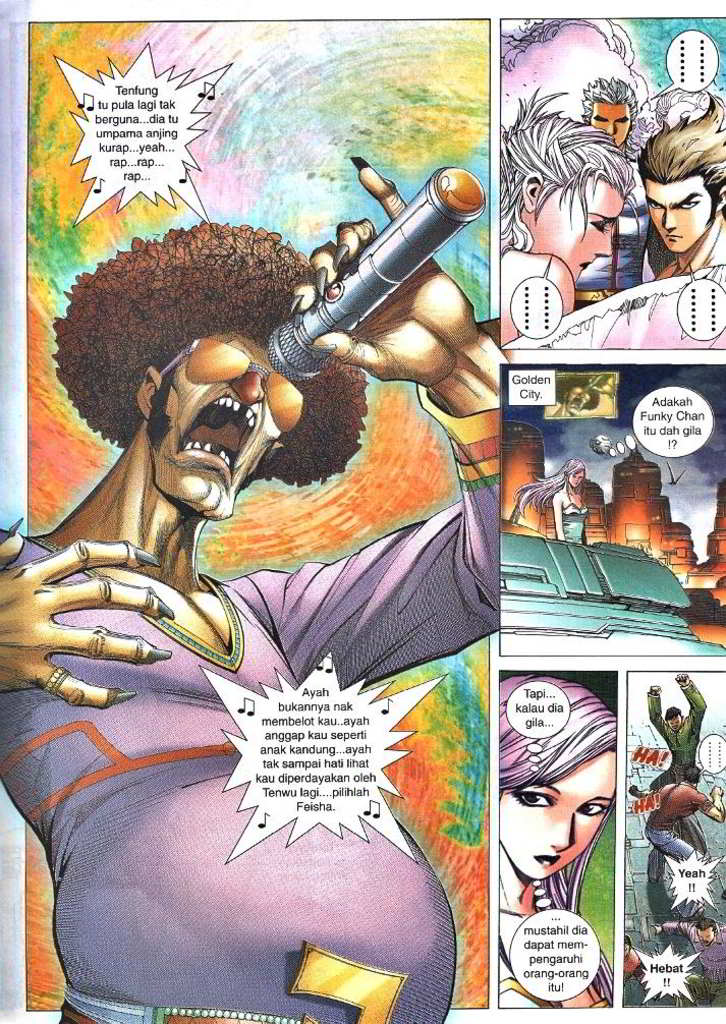 Tenfung
tu pula lagi tak
berguna...dia tu
umpama anjing
kurap...yeah...
rap...rap...
rap...
Ayah
bukannya nak
membelot kau..ayah
anggap kau seperti
anak kandung...ayah
tak sampai hati lihat
kau diperdayakan oleh
Tenwu lagi....pilihlah
Feisha.
Golden
City.
Adakah
Funky Chan
itu dah gila
!?
Tapi...
kalau dia
gila...
...
mustahil dia
dapat mem-
pengaruhi
orang-orang
itu!
HA!!
HA!!
Yeah
!!
Hebat
!!